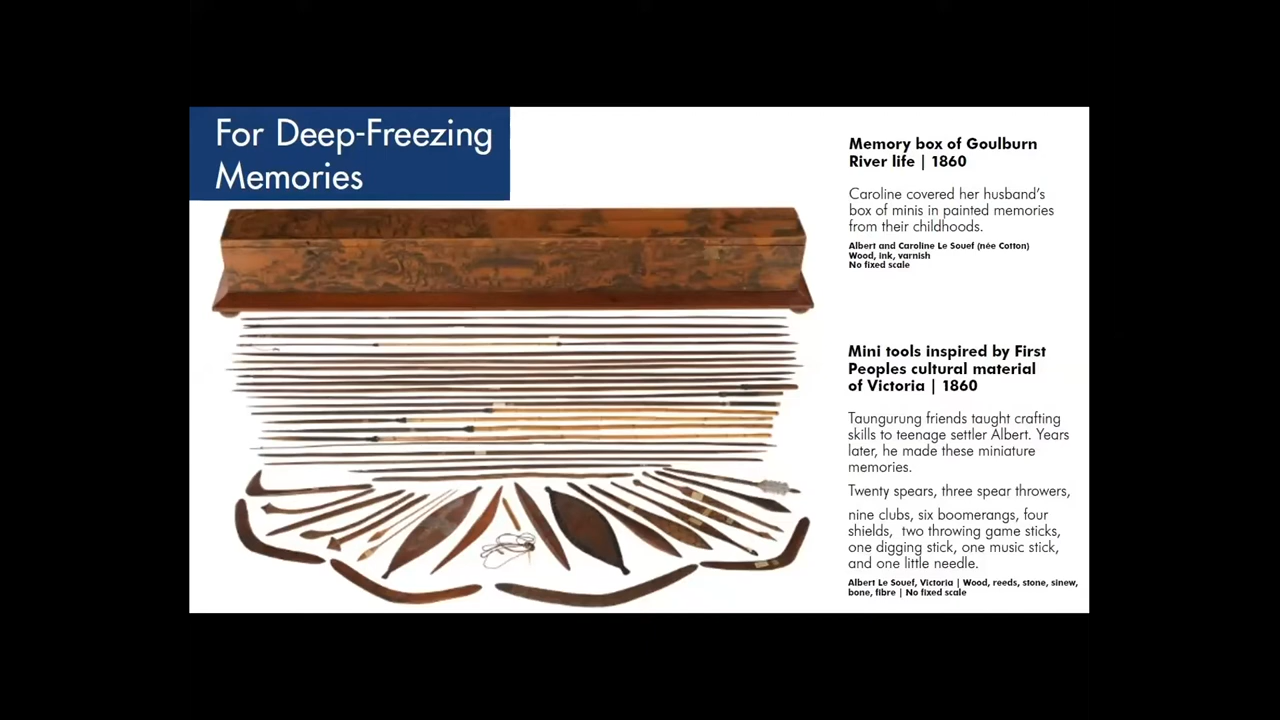 For Deep-Freezing
Memories
Memory box of Goulburn
River life | 1860
Caroline covered her husband's
box of minis in painted memories
from their childhoods.
Albert and Caroline Le Souef (née Cotton)
Wood, ink, varnish
No fixed scale
Mini tools inspired by First
Peoples cultural material
of Victoria | 1860
Taungurung friends taught crafting
skills to teenage settler Albert. Years
later, he made these miniature
memories.
Twenty spears, three spear throwers,
nine clubs, six boomerangs, four
shields, two throwing game sticks,
one digging stick, one music stick,
and one little needle.
Albert Le Souef, Victoria | Wood, reeds, stone, sinew,
bone, fibre | No fixed scale